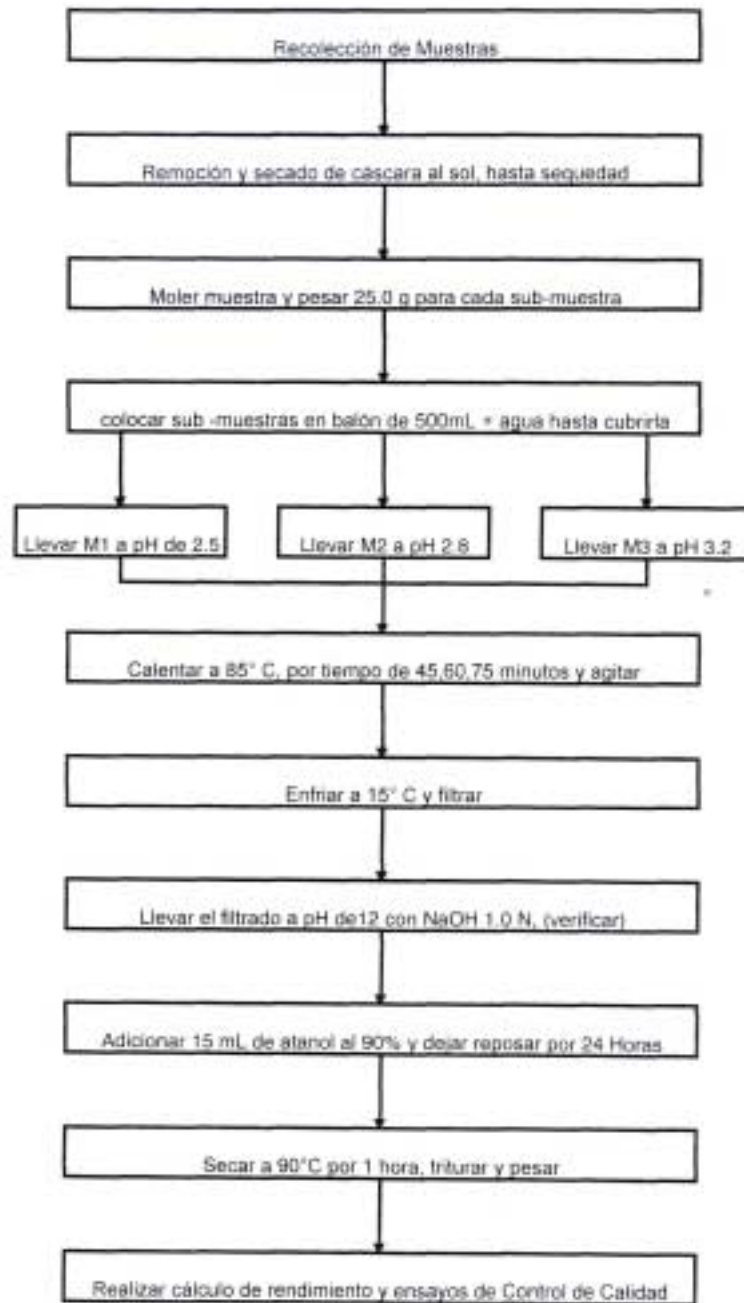 Recolección de Muestras
Remoción y secado de cáscara al sol, hasta sequedad
Moler muestra y pesar 25.0 g para cada sub-muestra
colocar sub -muestras en balón de 500mL + agua hasta cubrirla
Llevar M1 a pH de 2.5
Llevar M2 a pH 2.8
Llevar M3 a pH 3.2
Calentar a 85° C, por tiempo de 45,60,75 minutos y agitar
Enfriar a 15° C y filtrar
Llevar el filtrado a pH de12 con NaOH 1.0 N, (verificar)
Adicionar 15 mL de atanol al 90% y dejar reposar por 24 Horas
Secar a 90°C por 1 hora, triturar y pesar
Realizar cálculo de rendimiento y ensayos de Control de Calidad